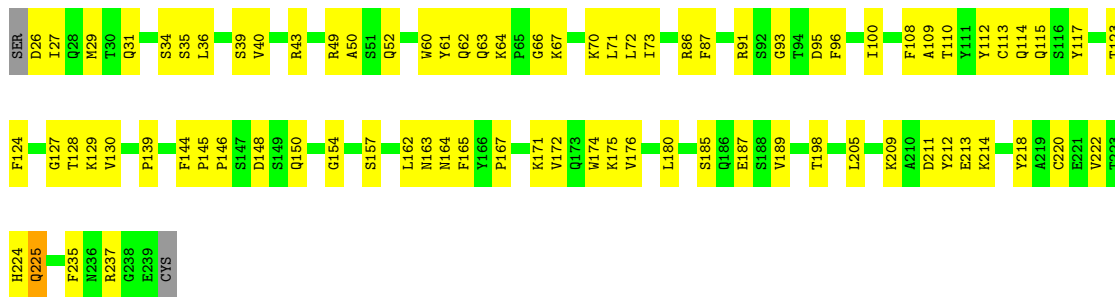 SER D26 I27 Q28 M29 T30 Q31 S34 S35 L36 S39 V40 R43 R49 A50 S51 Q52 W60 Y61 Q62 Q63 K64 P65 G66 K67 K70 L71 L72 I73 R86 F87 R91 S92 G93 T94 D95 F96 I100 F108 A109 T110 Y111 Y112 C113 Q114 Q115 S116 Y117
F124 G127 T128 K129 V130 P139 F144 P145 P146 S147 D148 S149 Q150 G154 S157 L162 N163 N164 F165 Y166 P167 K171 V172 Q173 W174 K175 V176 L180 S185 Q186 E187 S188 V189 T198 L205 K209 A210 D211 Y212 E213 K214 Y218 A219 C220 E221 V222
H224 Q225 F235 N236 R237 G238 E239 CYS